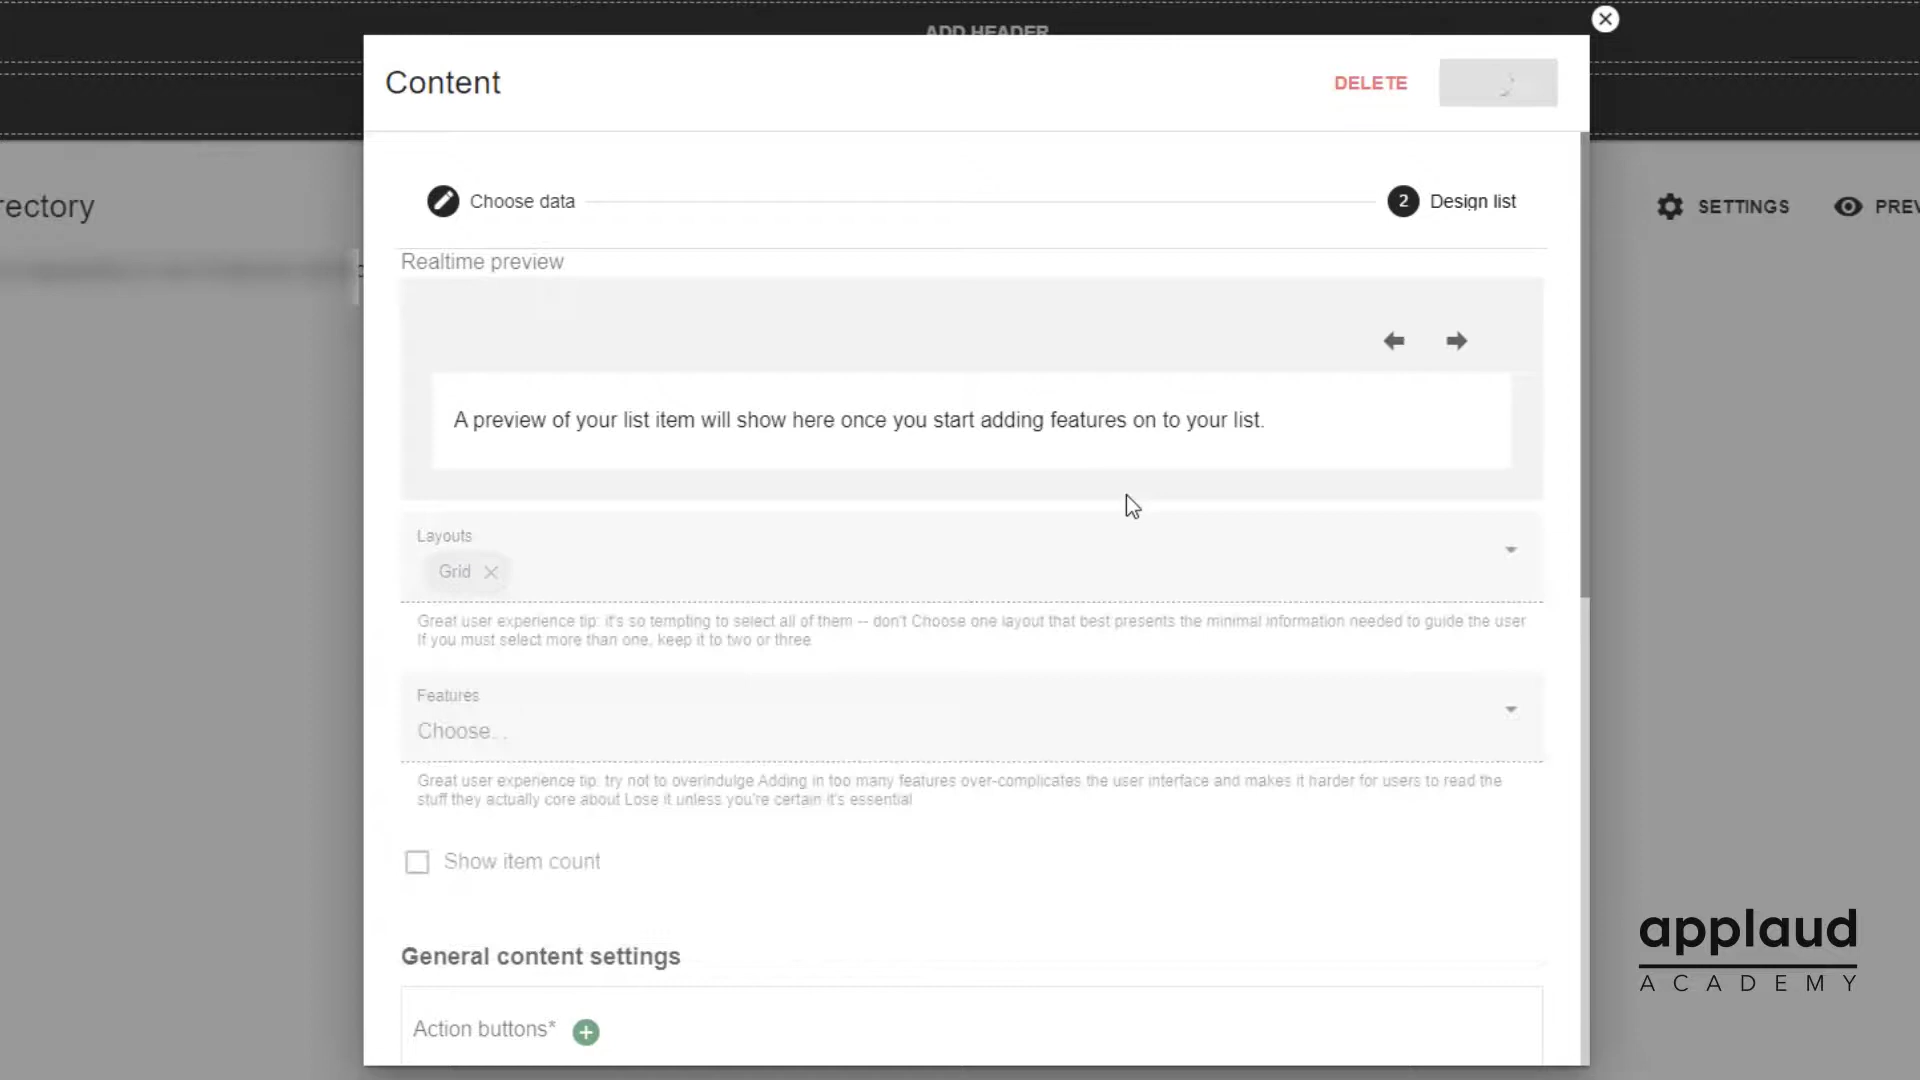 ADD HEADER
Content
DELETE
Choose data
2
Design list
rectory
SETTINGS
PREV
Realtime preview
A preview of your list item will show here once you start adding features on to your list.
Layouts
Grid
Great user experience tip: it's so tempting to select all of them -- don't Choose one layout that best presents the minimal information needed to guide the user
If you must select more than one, keep it to two or three
Features
Choose. .
Great user experience tip: try not to overindulge Adding in too many features over-complicates the user interface and makes it harder for users to read the
stuff they actually core about Lose it unless you're certain it's essential
Show item count
General content settings
Action buttons*
applaud
ACADEMY